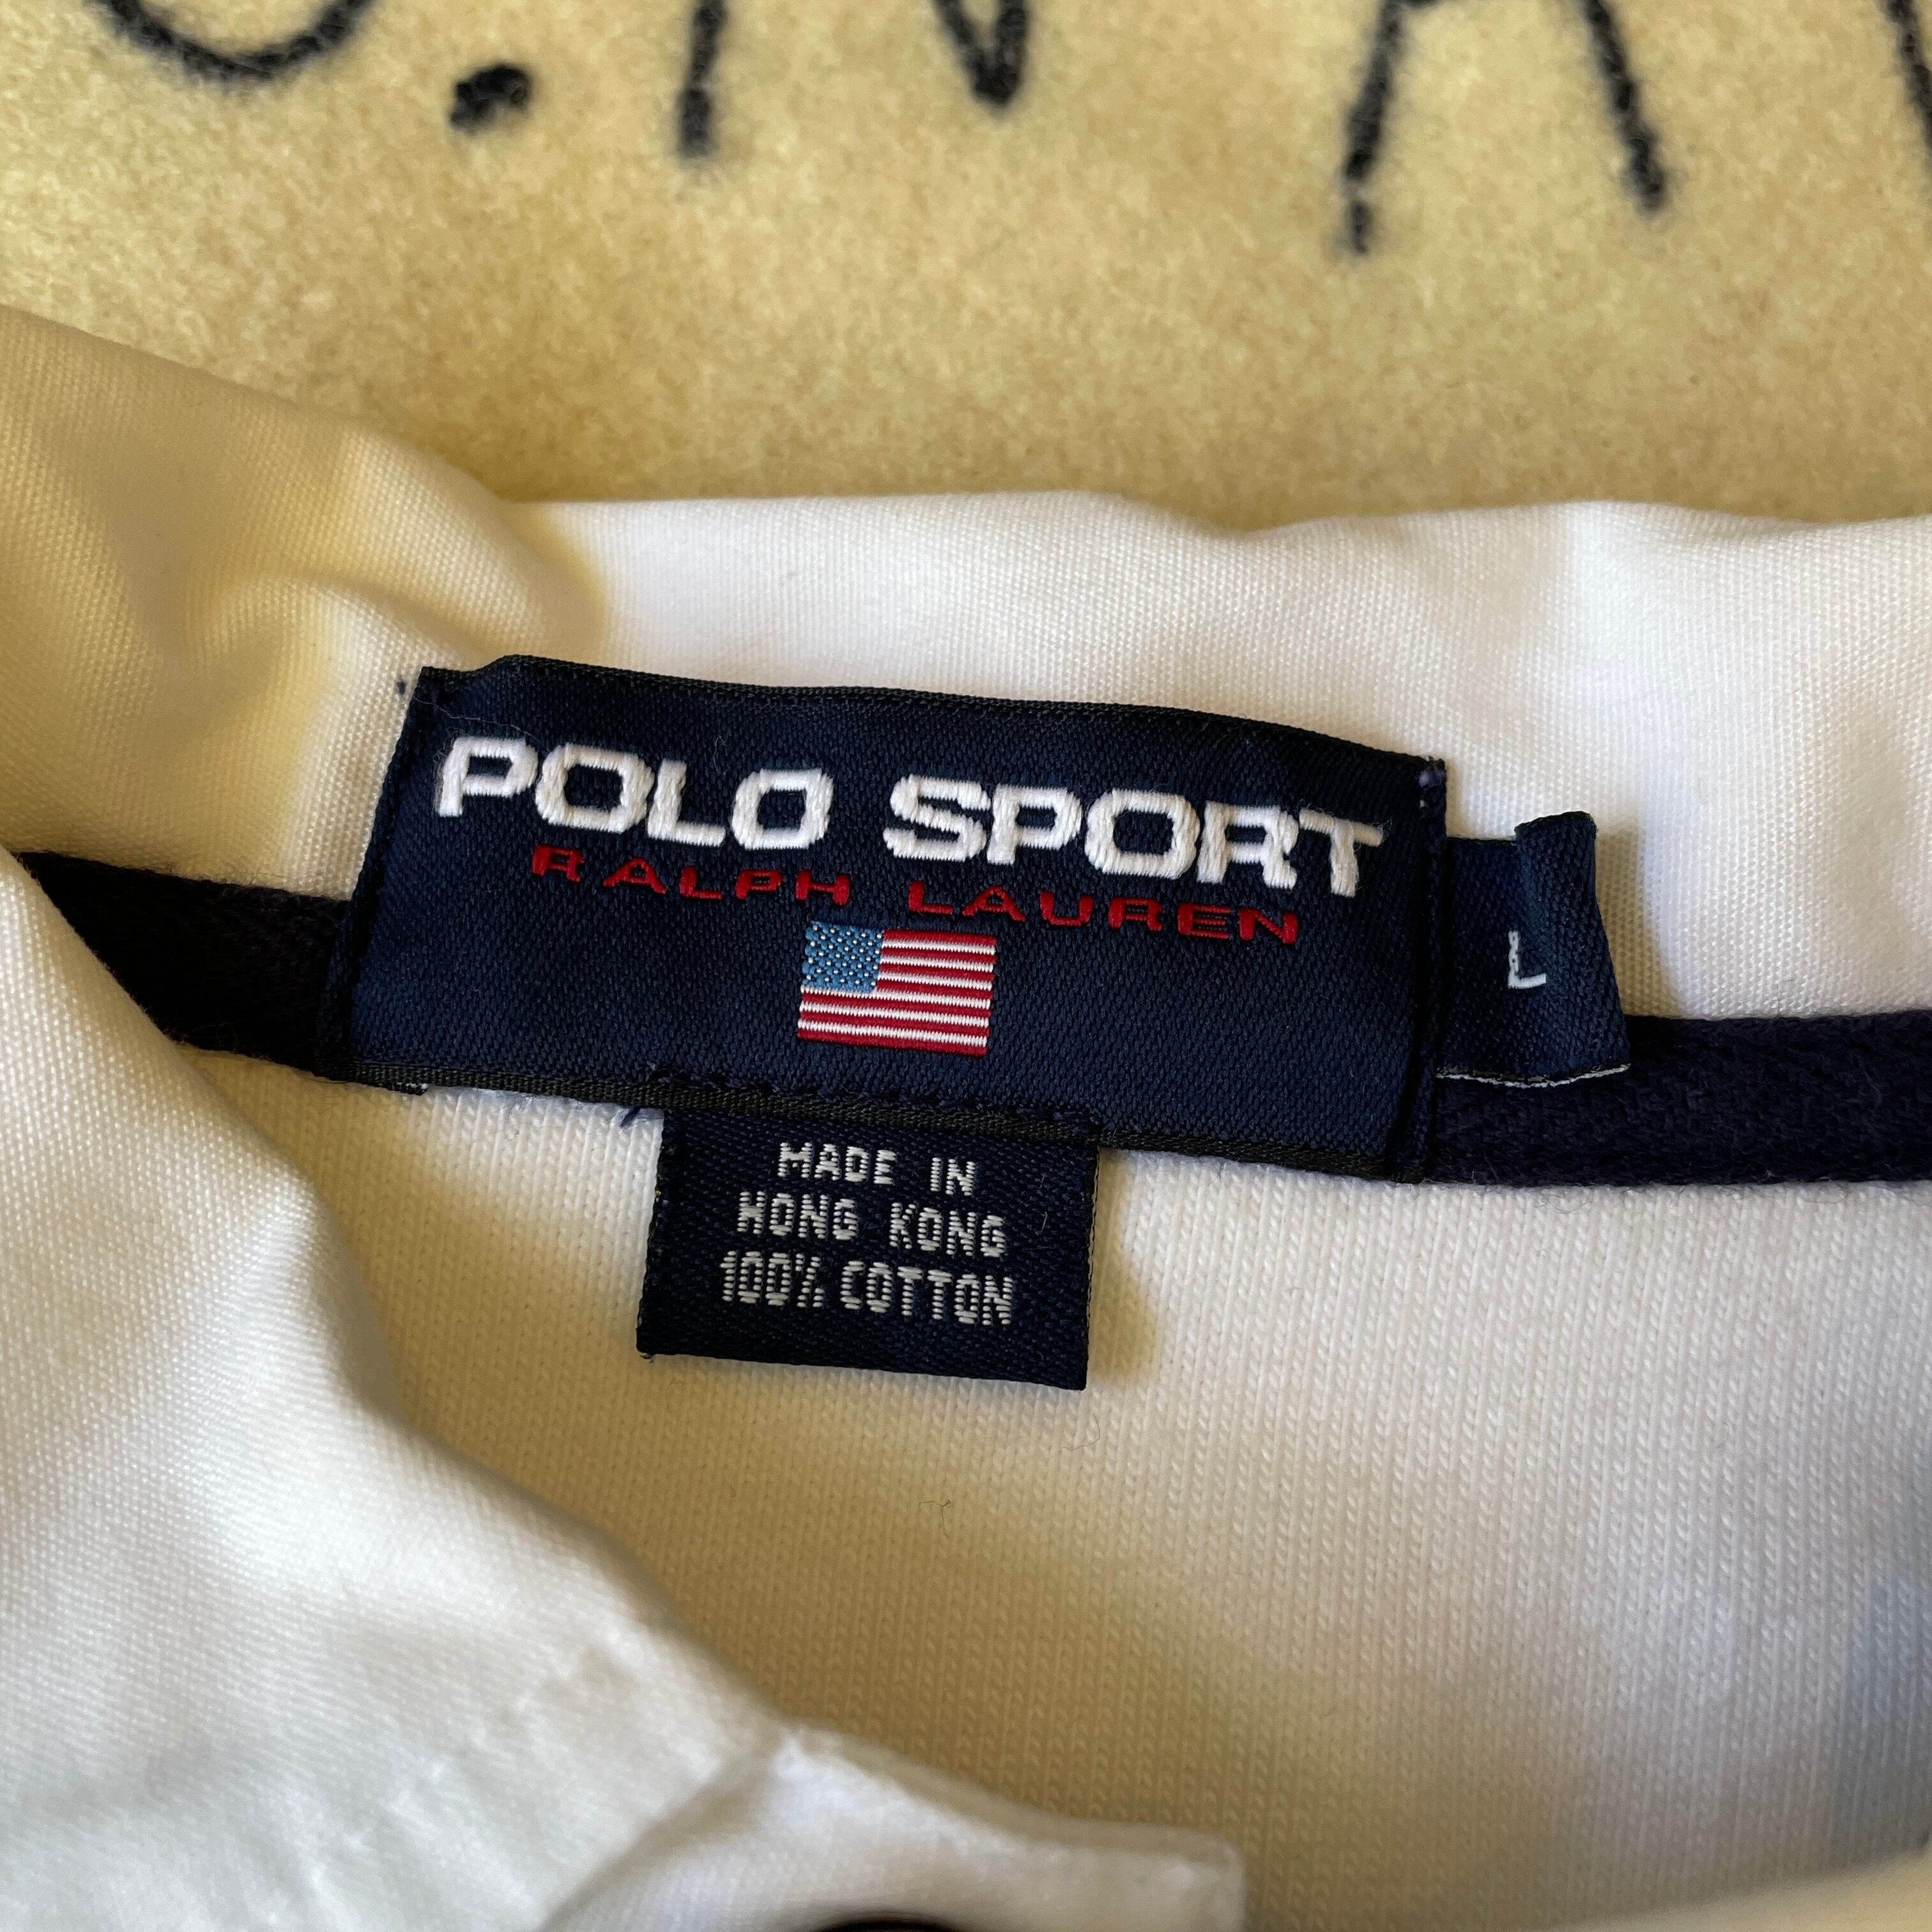 POLO SPORT
RALPH LAUREN
L
MADE IN
HONG KONG
100% COTTON